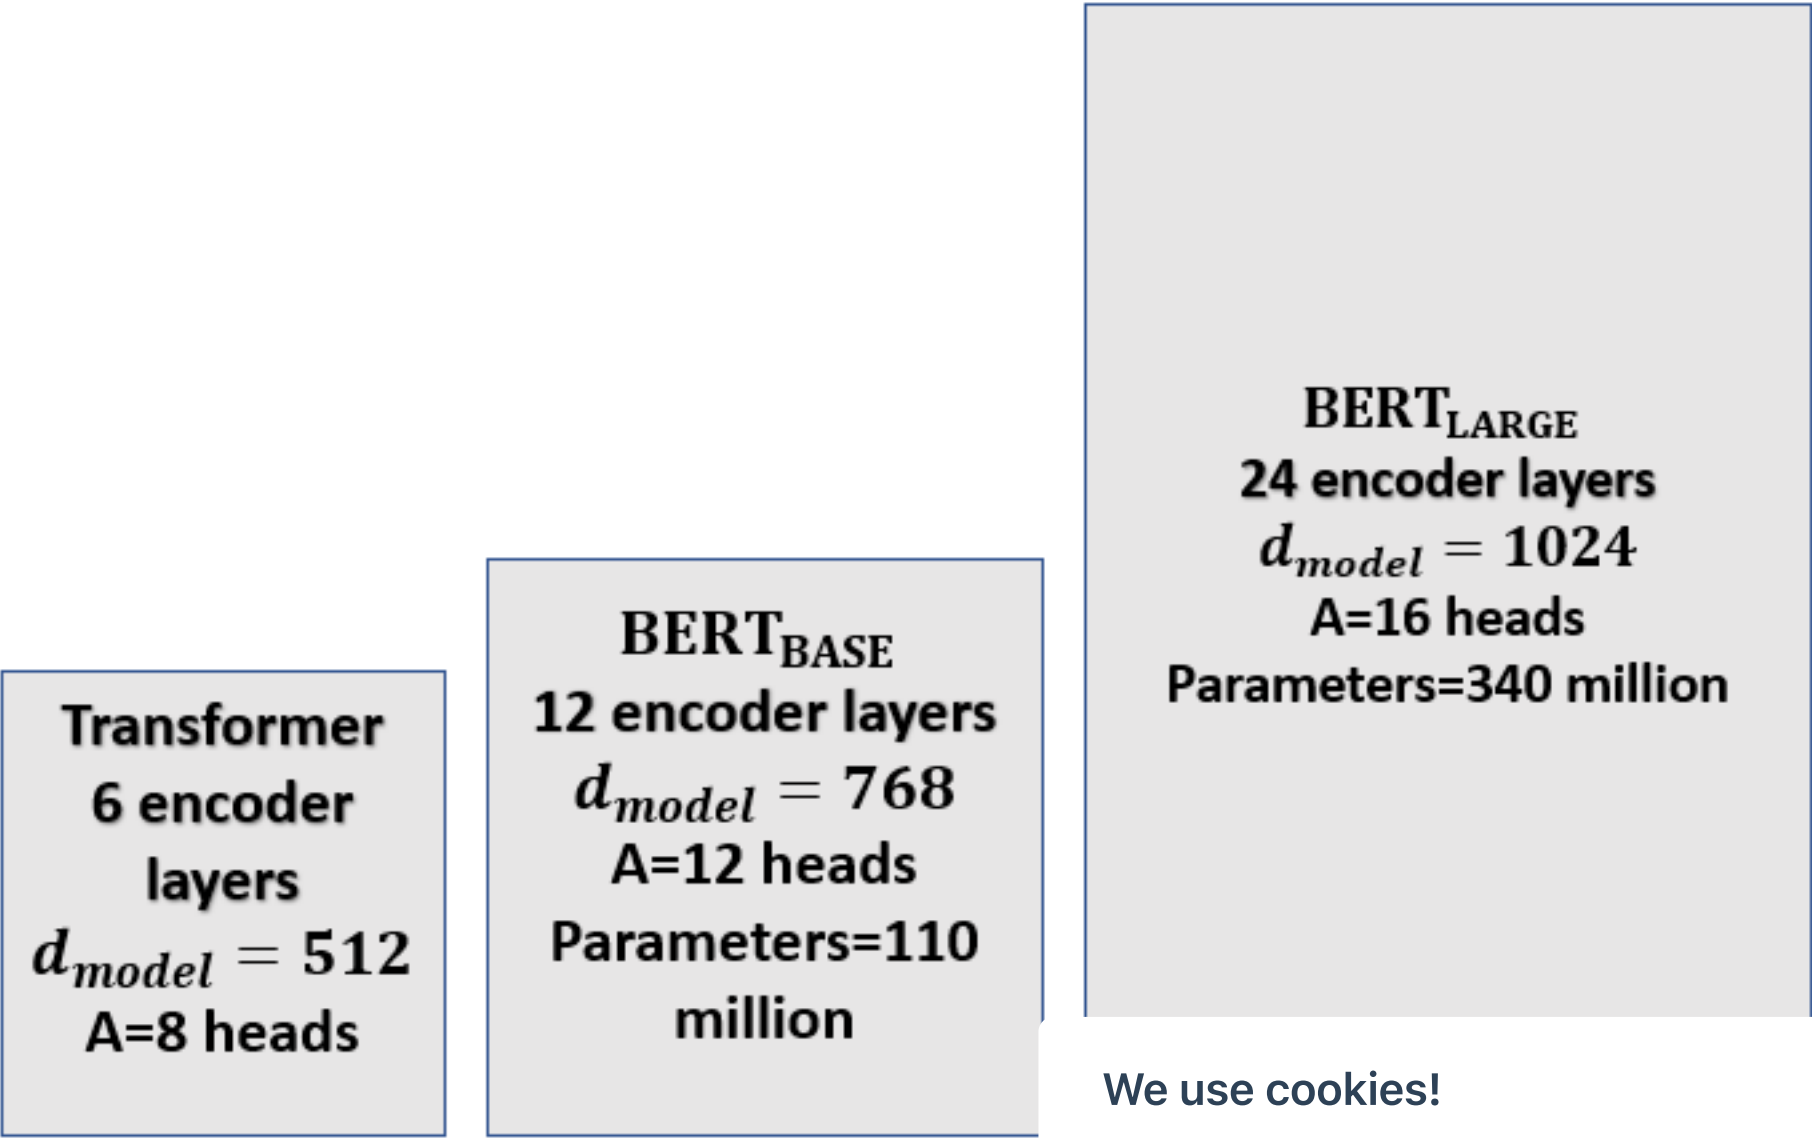 Transformer
6 encoder
layers
d_model = 512
A=8 heads
BERT_BASE
12 encoder layers
d_model = 768
A=12 heads
Parameters=110
million
BERT_LARGE
24 encoder layers
d_model = 1024
A=16 heads
Parameters=340 million
We use cookies!